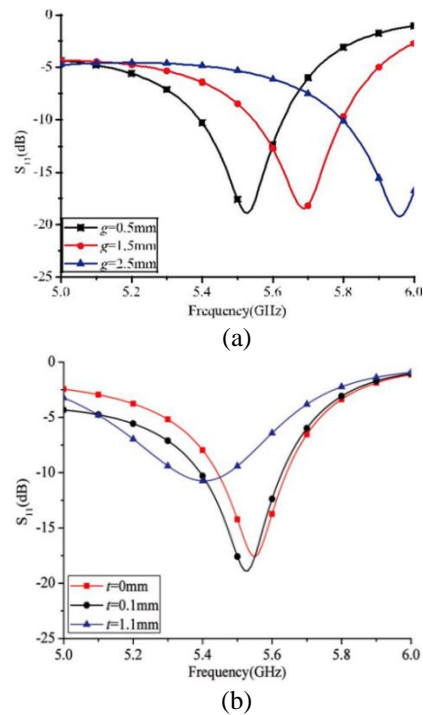 0
-5
-10
-15
-20
-25
S₁₁(dB)
g=0.5mm
g=1.5mm
g=2.5mm
5.0 5.2 5.4 5.6 5.8 6.0
Frequency(GHz)
(a)
0
-5
-10
-15
-20
-25
S₁₁(dB)
t=0mm
t=0.1mm
t=1.1mm
5.0 5.2 5.4 5.6 5.8 6.0
Frequency(GHz)
(b)